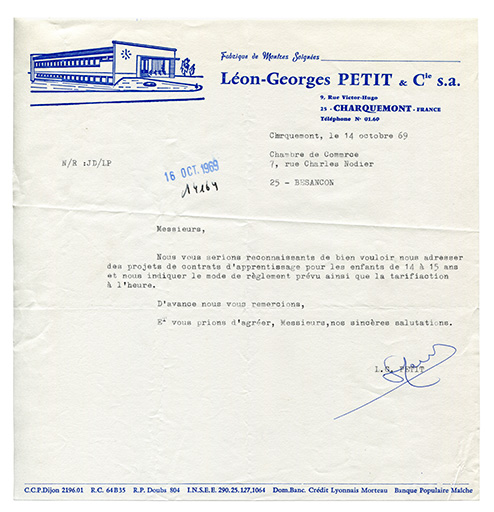 Fabrique de Montres Soignées
Léon-Georges PETIT & Cie s.a.
9, Rue Victor-Hugo
25 - CHARQUEMONT - FRANCE
Téléphone N° 01.60
Charquemont, le 14 octobre 69
N/R :JD/LP
Chambre de Commerce
7, rue Charles Nodier
25 - BESANCON
16 OCT. 1969
14164
Messieurs,
Nous vous serions reconnaissants de bien vouloir nous adresser
des projets de contrats d'apprentissage pour les enfants de 14 à 15 ans
et nous indiquer le mode de règlement prévu ainsi que la tarifiaction
à l'heure.
D'avance nous vous remercions,
Et vous prions d'agréer, Messieurs,nos sincères salutations.
L.G. PETIT
C.C.P.Dijon 2196.01 R.C. 64B35 R.P. Doubs 804 I.N.S.E.E. 290.25.127,1064 Dom.Banc. Crédit Lyonnais Morteau Banque Populaire Maîche